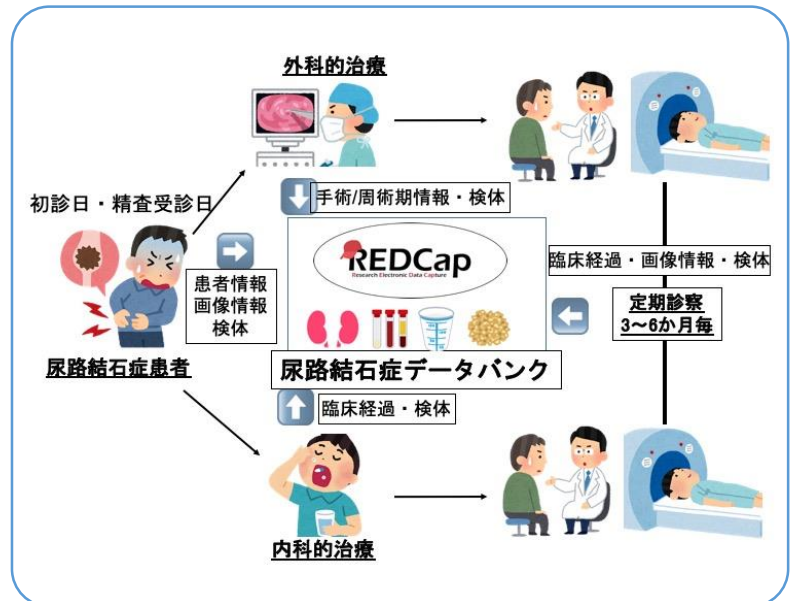 外科的治療
初診日・精査受診日
手術/周術期情報・検体
REDCap
Research Electronic Data Capture
患者情報
画像情報
検体
臨床経過・画像情報・検体
定期診察
3～6か月毎
尿路結石症患者
尿路結石症データバンク
臨床経過・検体
内科的治療